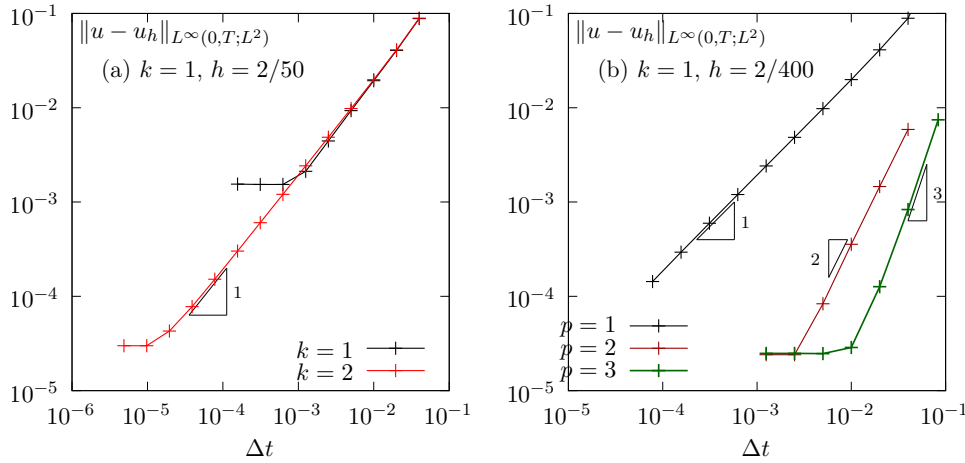 ‖u − u_h‖_{L^∞(0,T;L^2)}
(a) k = 1, h = 2/50
10^{-1}
10^{-2}
10^{-3}
10^{-4}
10^{-5}
1
k = 1
k = 2
10^{-6} 10^{-5} 10^{-4} 10^{-3} 10^{-2} 10^{-1}
Δt
‖u − u_h‖_{L^∞(0,T;L^2)}
(b) k = 1, h = 2/400
10^{-1}
10^{-2}
10^{-3}
10^{-4}
10^{-5}
1
2
3
p = 1
p = 2
p = 3
10^{-5} 10^{-4} 10^{-3} 10^{-2} 10^{-1}
Δt